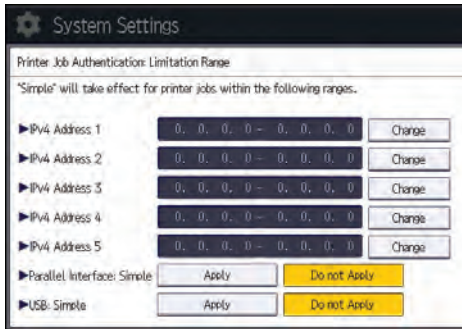 System Settings
Printer Job Authentication: Limitation Range
"Simple" will take effect for printer jobs within the following ranges.
►IPv4 Address 1 0. 0. 0. 0 - 0. 0. 0. 0 Change
►IPv4 Address 2 0. 0. 0. 0 - 0. 0. 0. 0 Change
►IPv4 Address 3 0. 0. 0. 0 - 0. 0. 0. 0 Change
►IPv4 Address 4 0. 0. 0. 0 - 0. 0. 0. 0 Change
►IPv4 Address 5 0. 0. 0. 0 - 0. 0. 0. 0 Change
►Parallel Interface: Simple Apply Do not Apply
►USB: Simple Apply Do not Apply